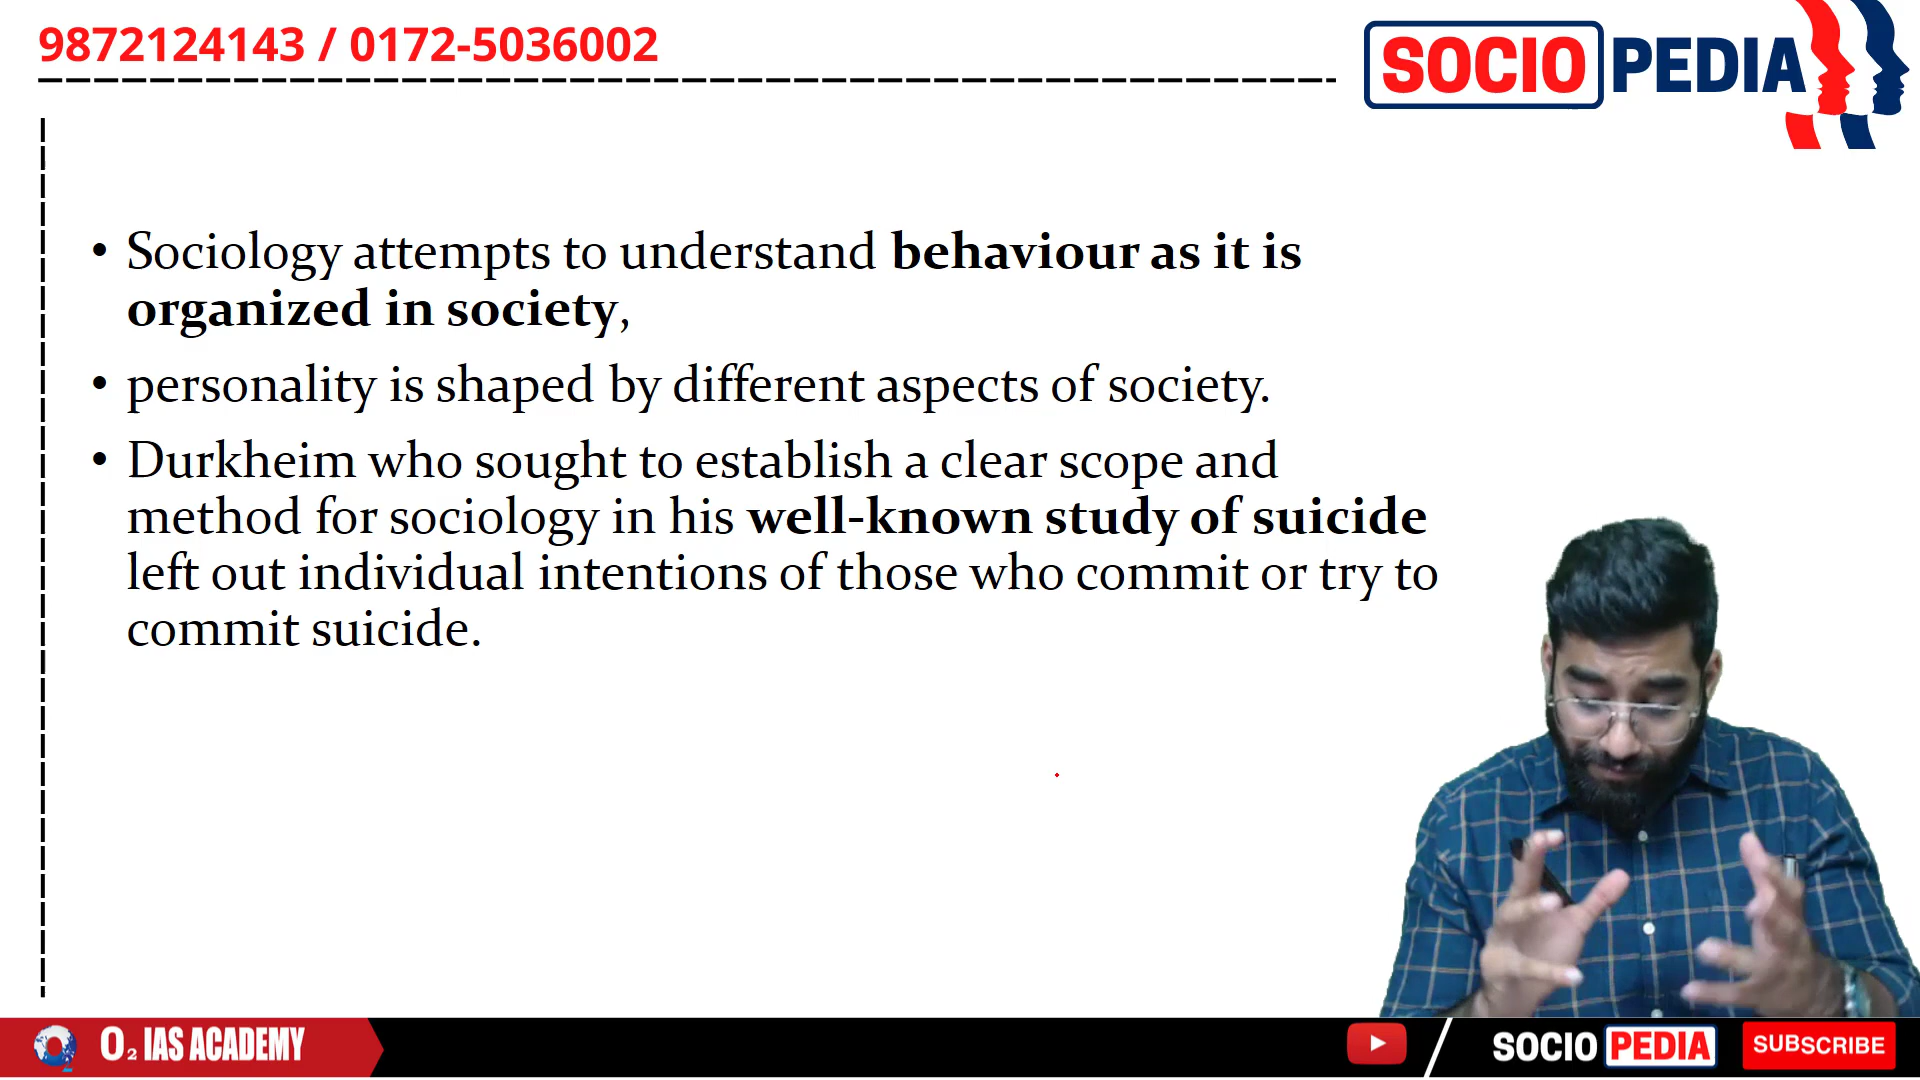 9872124143 / 0172-5036002
SOCIO PEDIA
• Sociology attempts to understand behaviour as it is
organized in society,
• personality is shaped by different aspects of society.
• Durkheim who sought to establish a clear scope and
method for sociology in his well-known study of suicide
left out individual intentions of those who commit or try to
commit suicide.
O2 IAS ACADEMY
SOCIO PEDIA
SUBSCRIBE